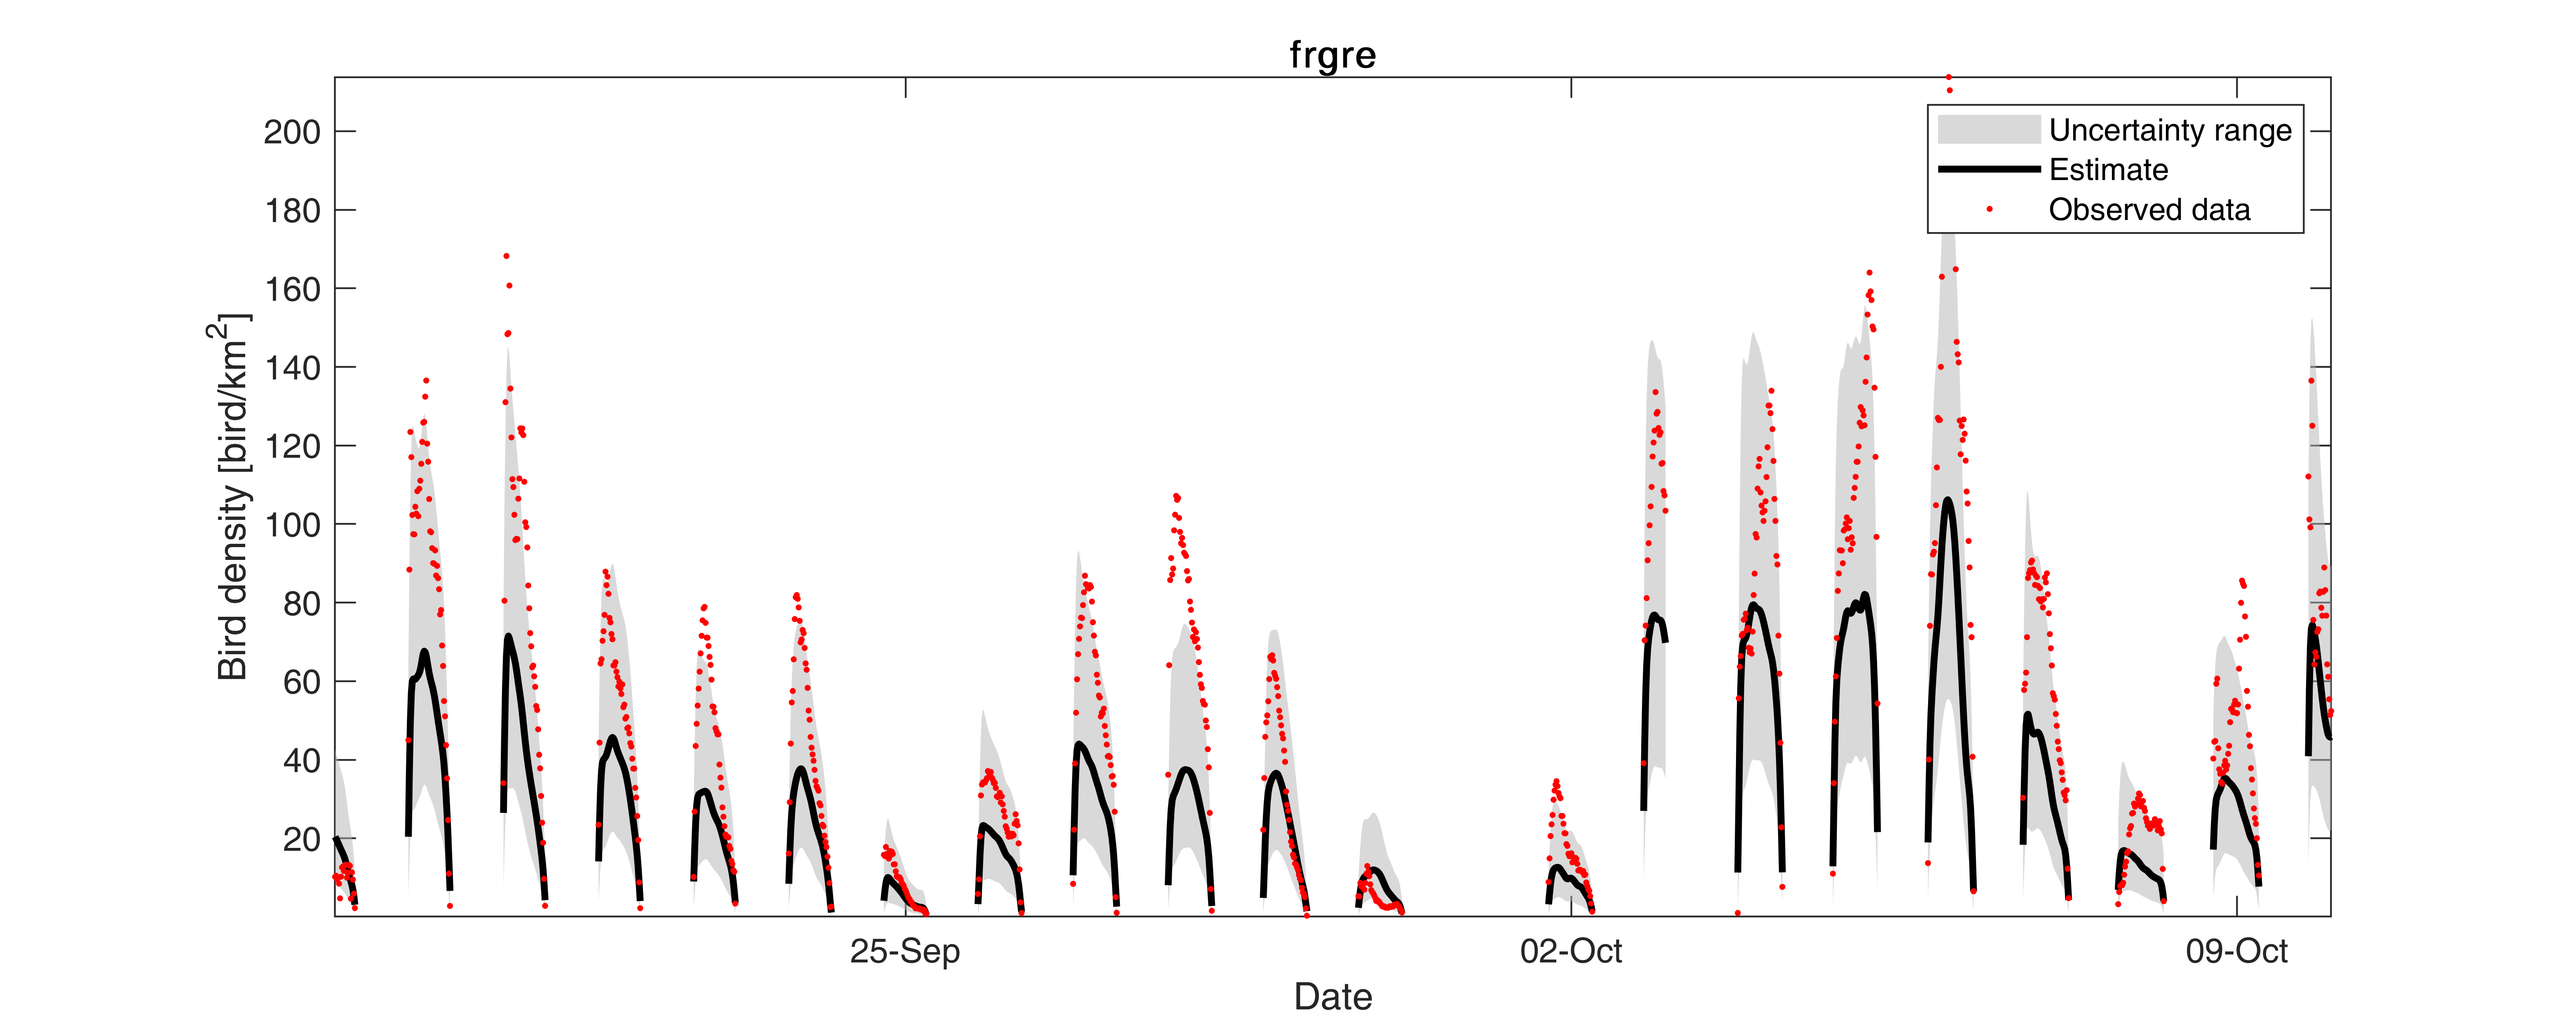 frgre
200
180
160
140
120
100
80
60
40
20
Bird density [bird/km²]
Uncertainty range
Estimate
Observed data
25-Sep
02-Oct
09-Oct
Date